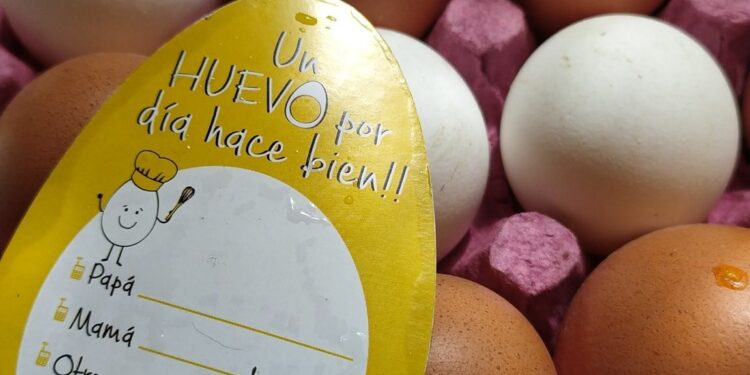 Un
HUEVO por
día hace bien!!
Papá
Mamá